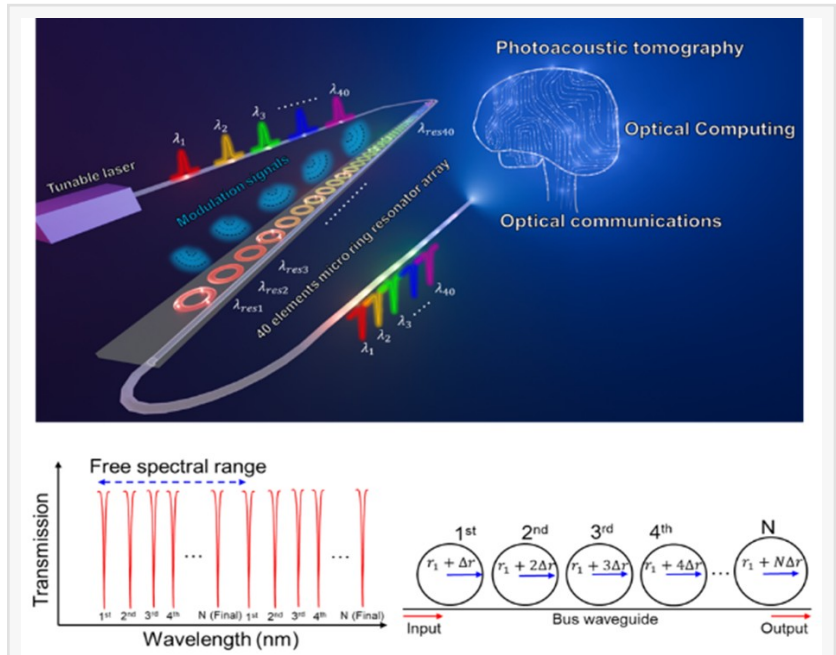 Photoacoustic tomography
Optical Computing
Optical communications
Tunable laser
λ₁
λ₂
λ₃
........
λ₄₀
Modulation signals
λres40
40 elements micro ring resonator array
........
λres3
λres2
λres1
λ₁
λ₂
λ₃
....
λ₄₀
Free spectral range
Transmission
... ...
1st 2nd 3rd 4th N (Final) 1st 2nd 3rd 4th N (Final)
Wavelength (nm)
1st 2nd 3rd 4th N
r₁ + Δr r₁ + 2Δr r₁ + 3Δr r₁ + 4Δr ... r₁ + NΔr
Input Bus waveguide Output